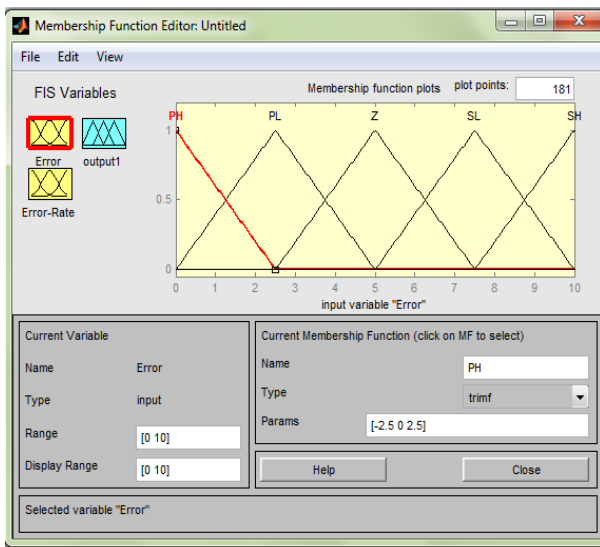 Membership Function Editor: Untitled
File Edit View
FIS Variables
Membership function plots plot points: 181
PH PL Z SL SH
Error output1
Error-Rate
1
0.5
0
0 1 2 3 4 5 6 7 8 9 10
input variable "Error"
Current Variable
Name Error
Type input
Range [0 10]
Display Range [0 10]
Current Membership Function (click on MF to select)
Name PH
Type trimf
Params [-2.5 0 2.5]
Help Close
Selected variable "Error"